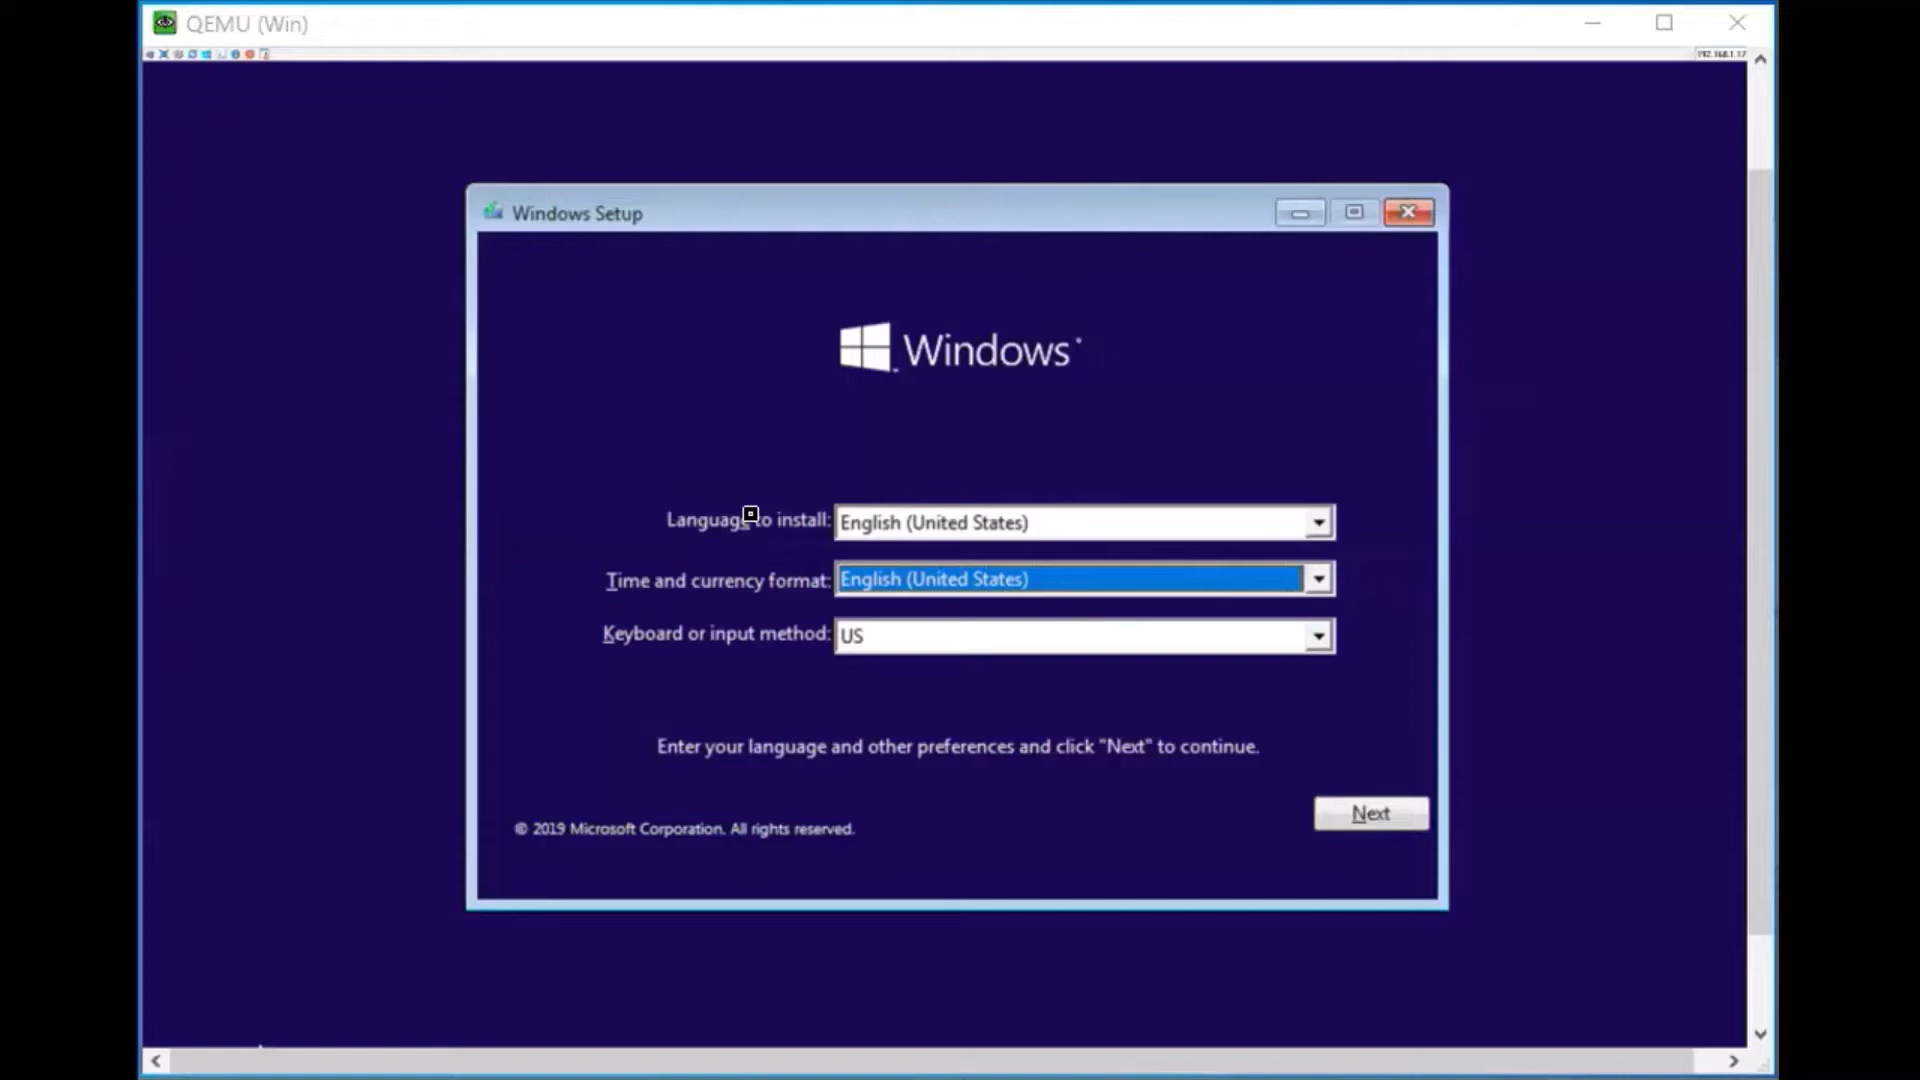 QEMU (Win)
Windows Setup
Windows
Language to install: English (United States)
Time and currency format: English (United States)
Keyboard or input method: US
Enter your language and other preferences and click "Next" to continue.
Next
© 2019 Microsoft Corporation. All rights reserved.